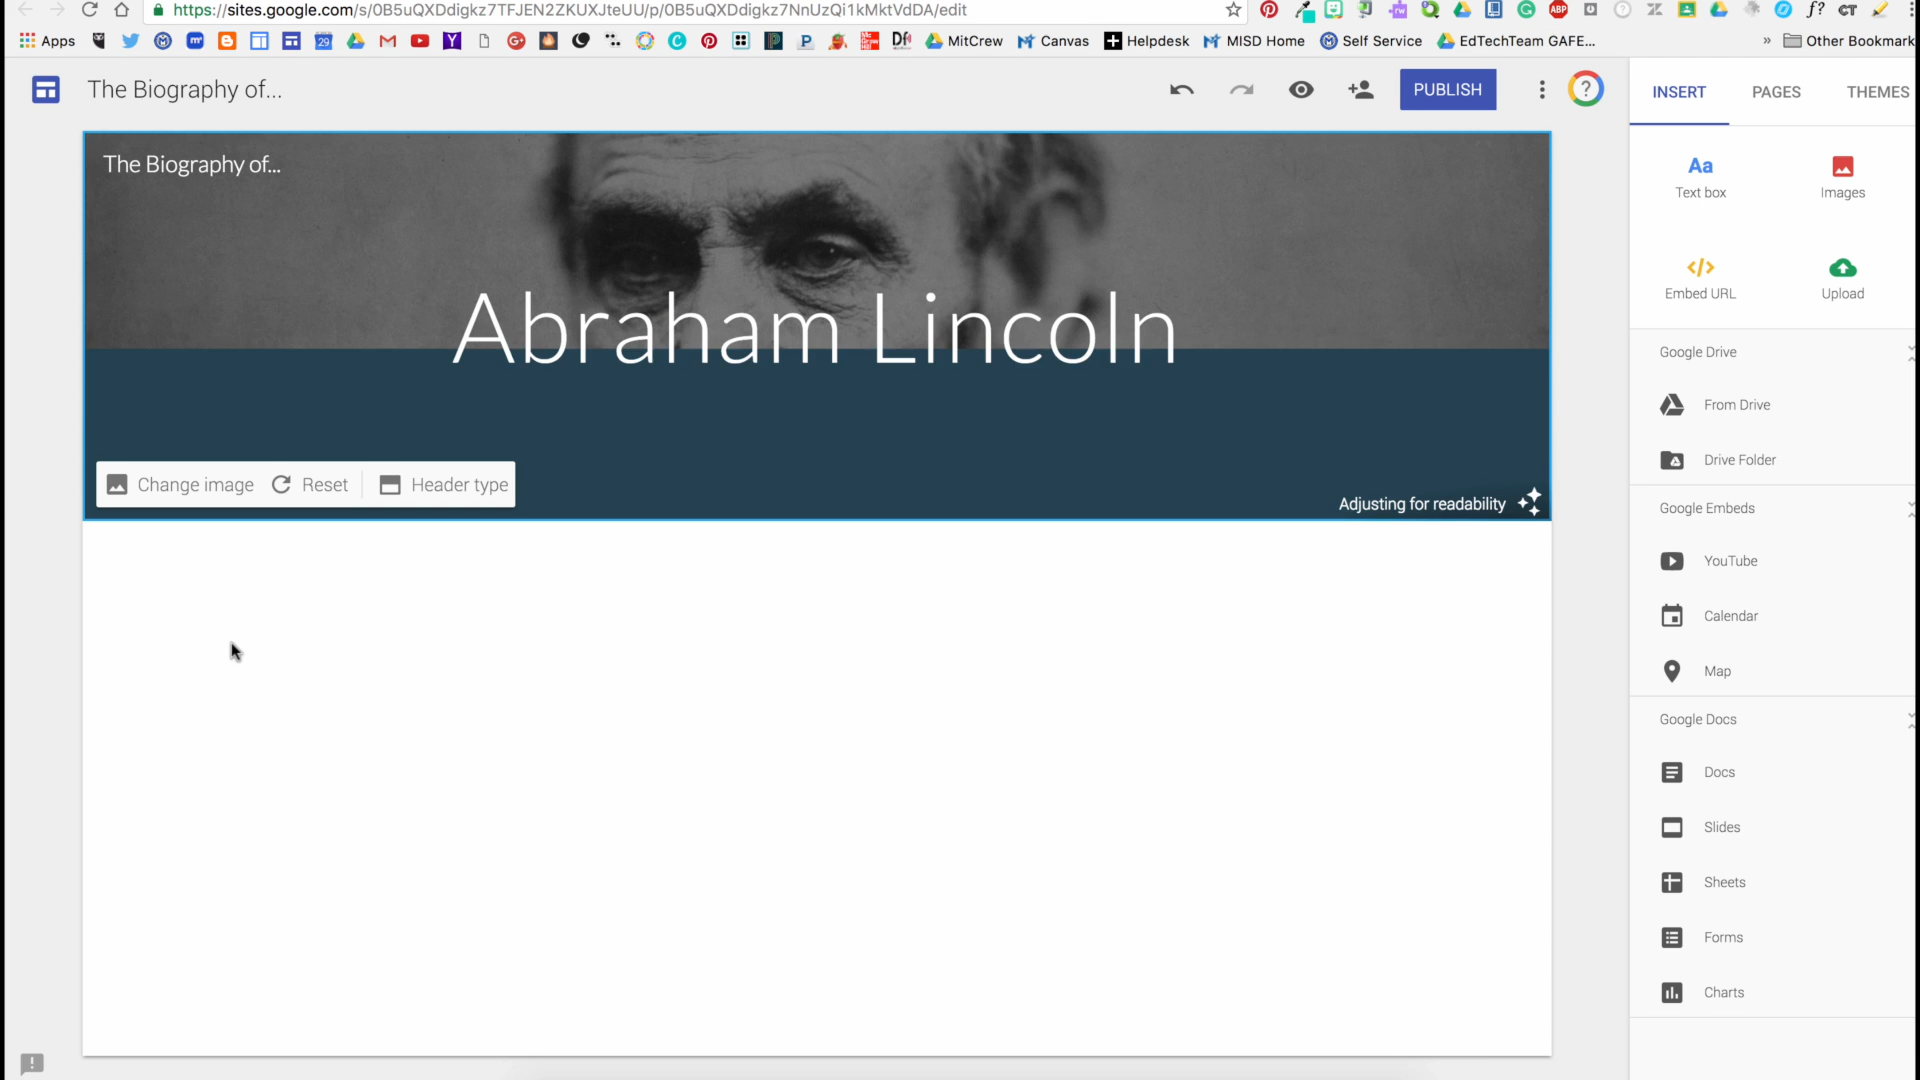 https://sites.google.com/s/0B5uQXDdigkz7TFJEN2ZKUXJteUU/p/0B5uQXDdigkz7NnUzQi1kMktVdDA/edit
Apps
MitCrew
Canvas
Helpdesk
MISD Home
Self Service
EdTechTeam GAFE...
»
Other Bookmark
The Biography of...
PUBLISH
INSERT
PAGES
THEMES
The Biography of...
Abraham Lincoln
Change image
Reset
Header type
Adjusting for readability
Aa
Text box
Images
Embed URL
Upload
Google Drive
From Drive
Drive Folder
Google Embeds
YouTube
Calendar
Map
Google Docs
Docs
Slides
Sheets
Forms
Charts